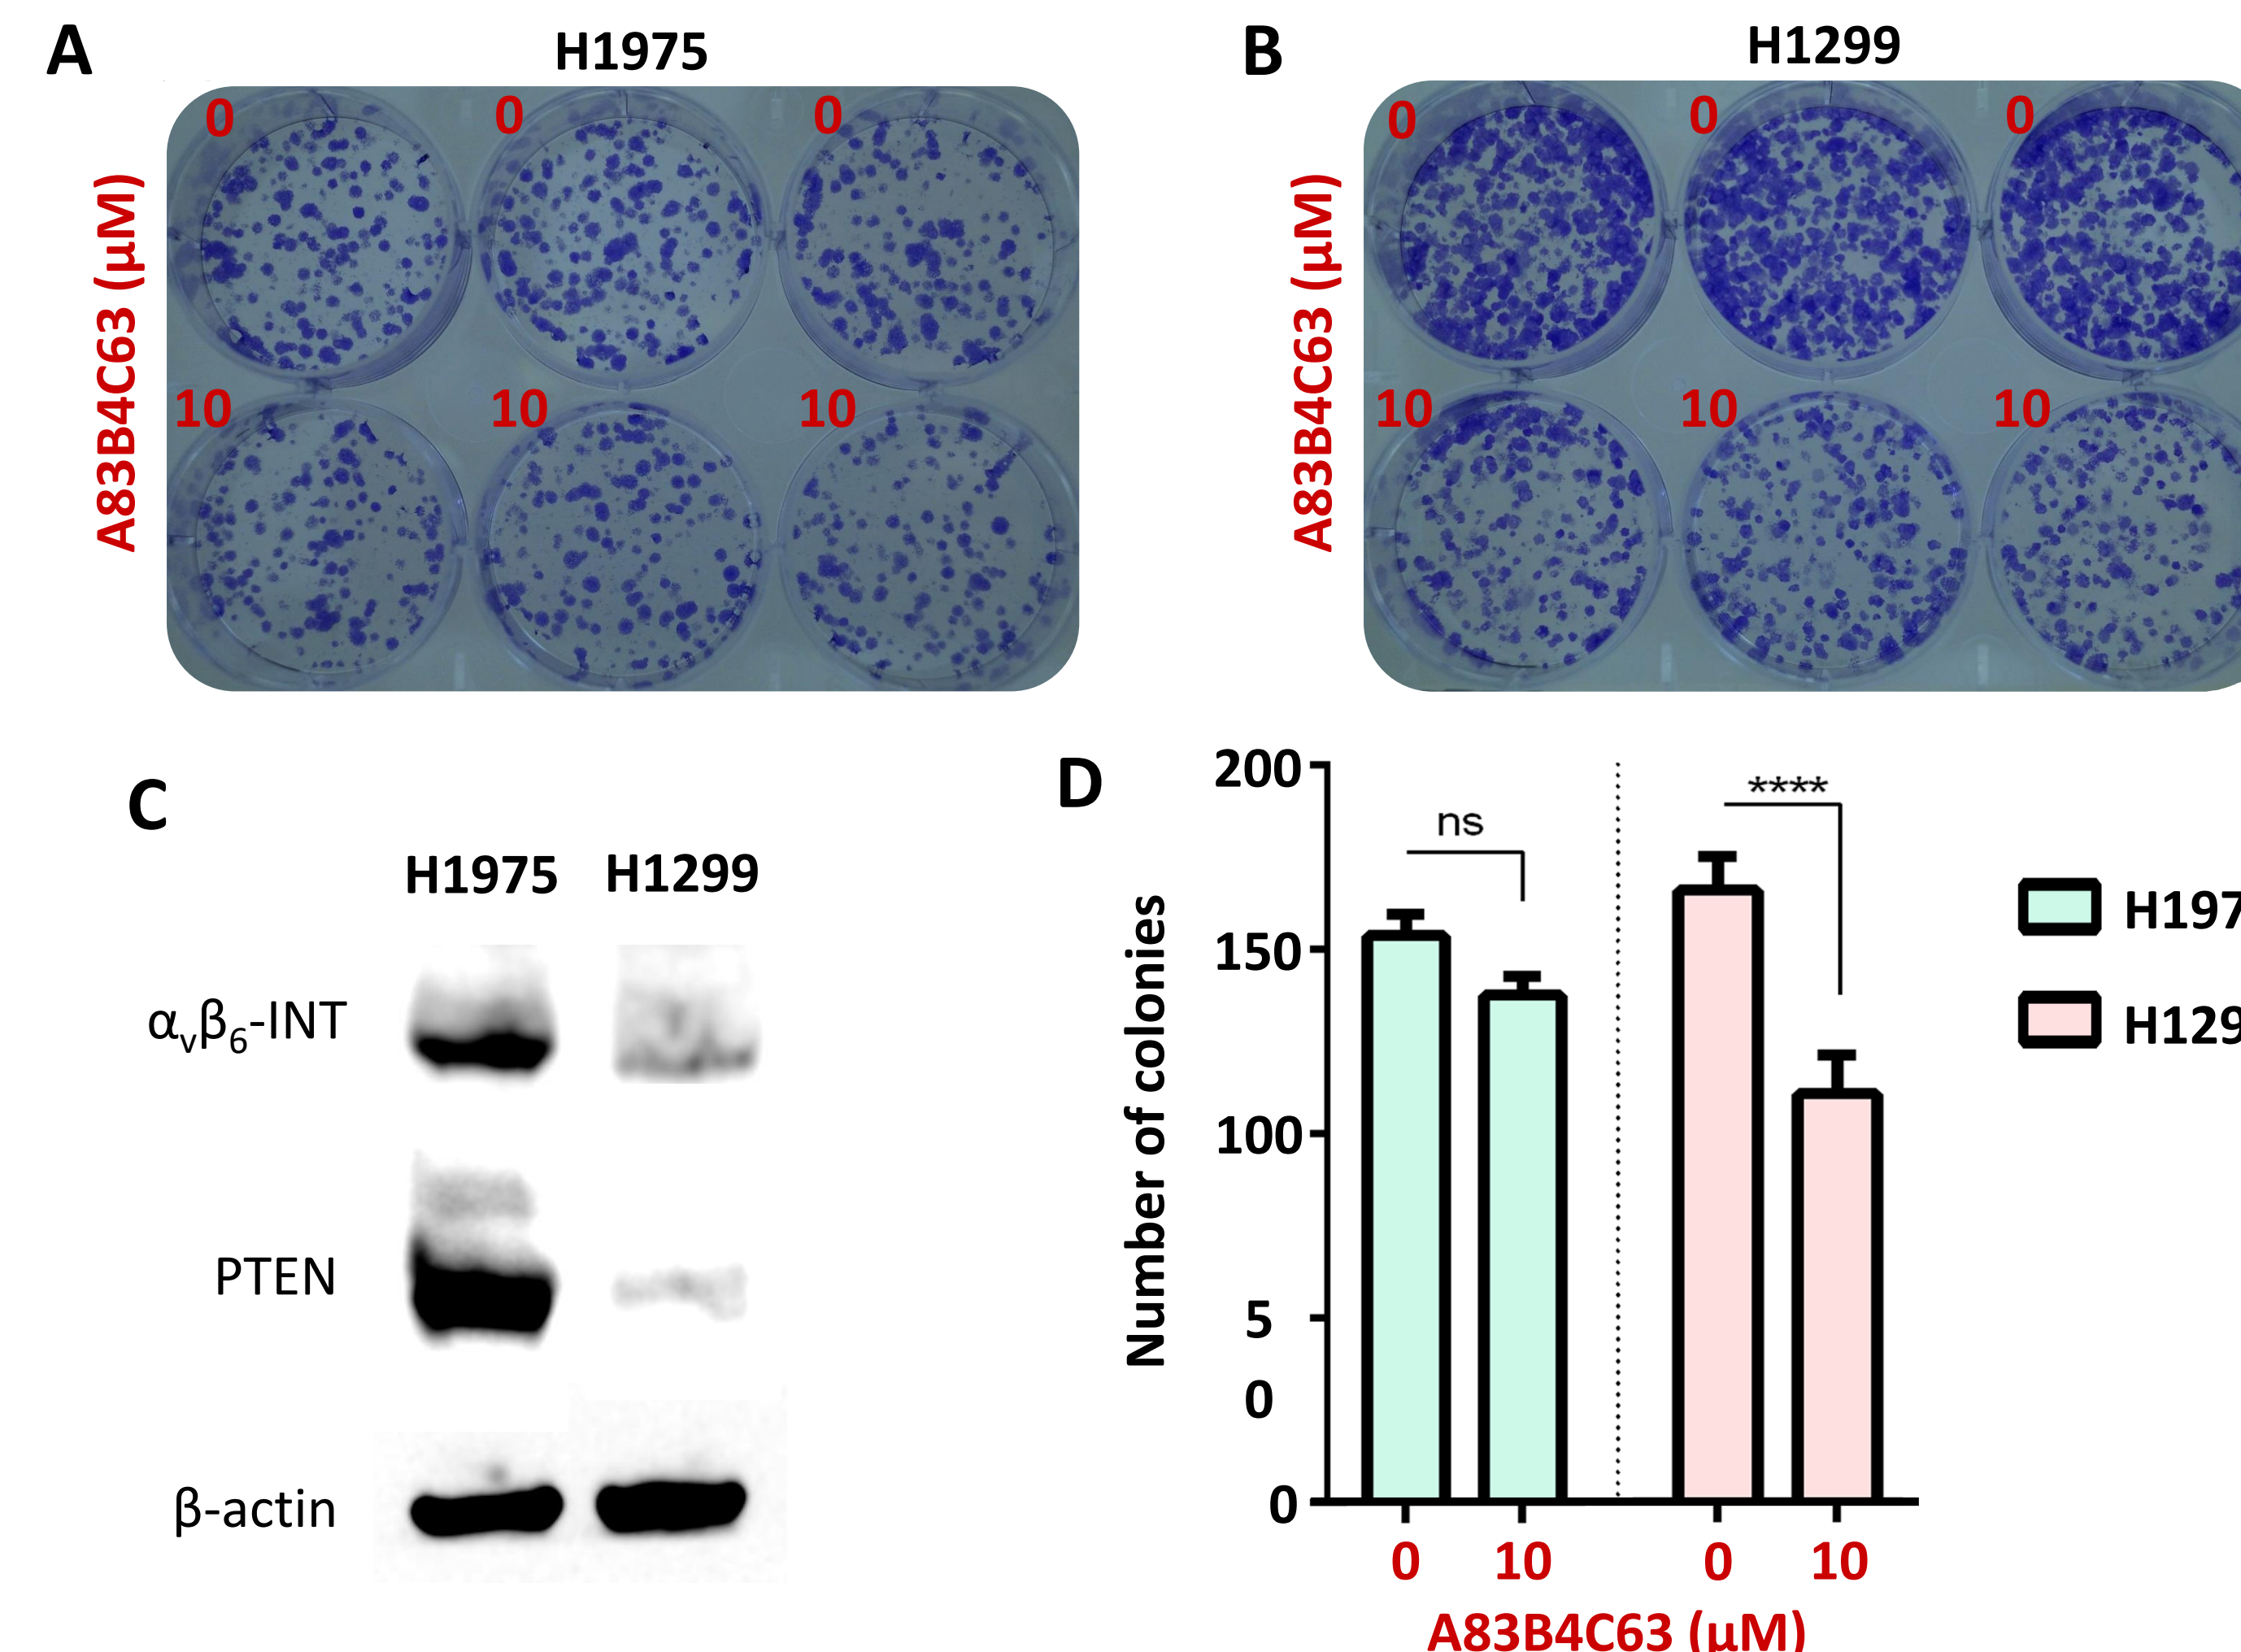 A
H1975
0 0 0
10 10 10
A83B4C63 (µM)
B
H1299
0 0 0
10 10 10
A83B4C63 (µM)
C
H1975 H1299
αvβ6-INT
PTEN
β-actin
D
Number of colonies
200
150
100
5
0
0
ns
****
0 10 0 10
A83B4C63 (µM)
H197
H129